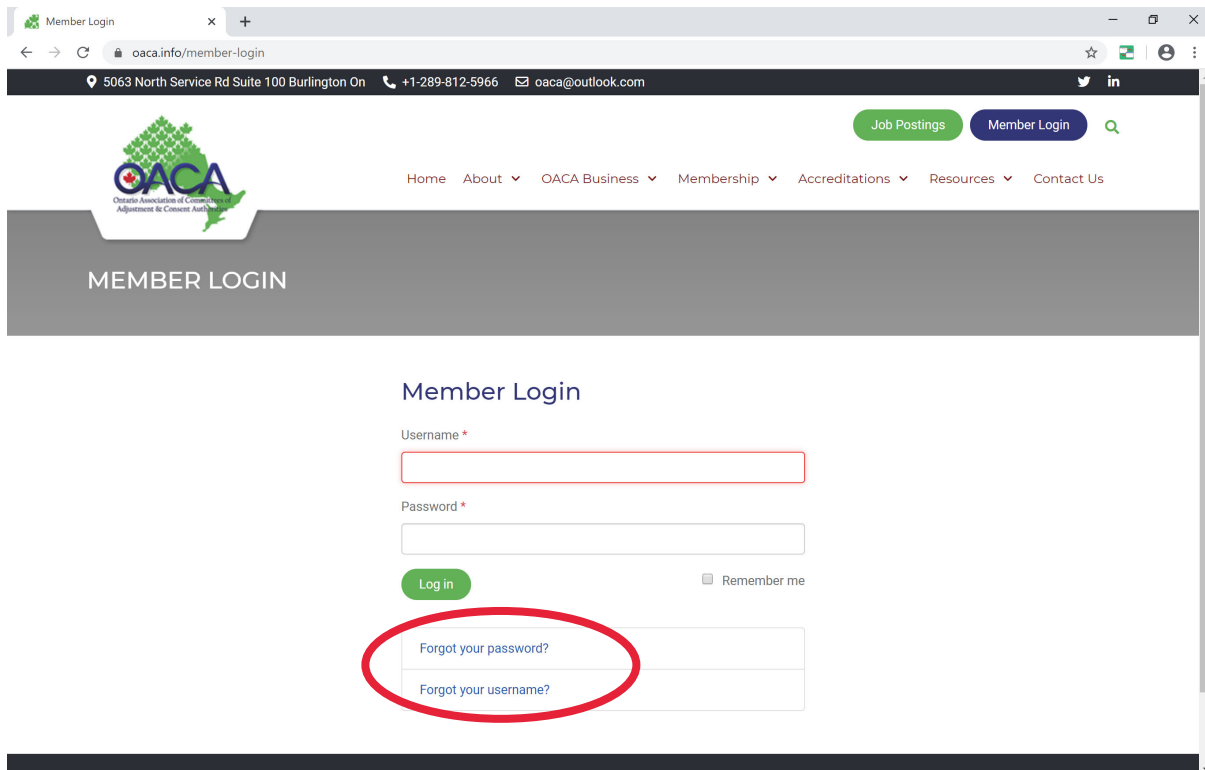 Member Login
oaca.info/member-login
5063 North Service Rd Suite 100 Burlington On +1-289-812-5966 oaca@outlook.com in
Job Postings Member Login
OACA
Ontario Association of Committees of
Adjustment & Consent Authorities
Home About OACA Business Membership Accreditations Resources Contact Us
MEMBER LOGIN
Member Login
Username *
Password *
Log in Remember me
Forgot your password?
Forgot your username?